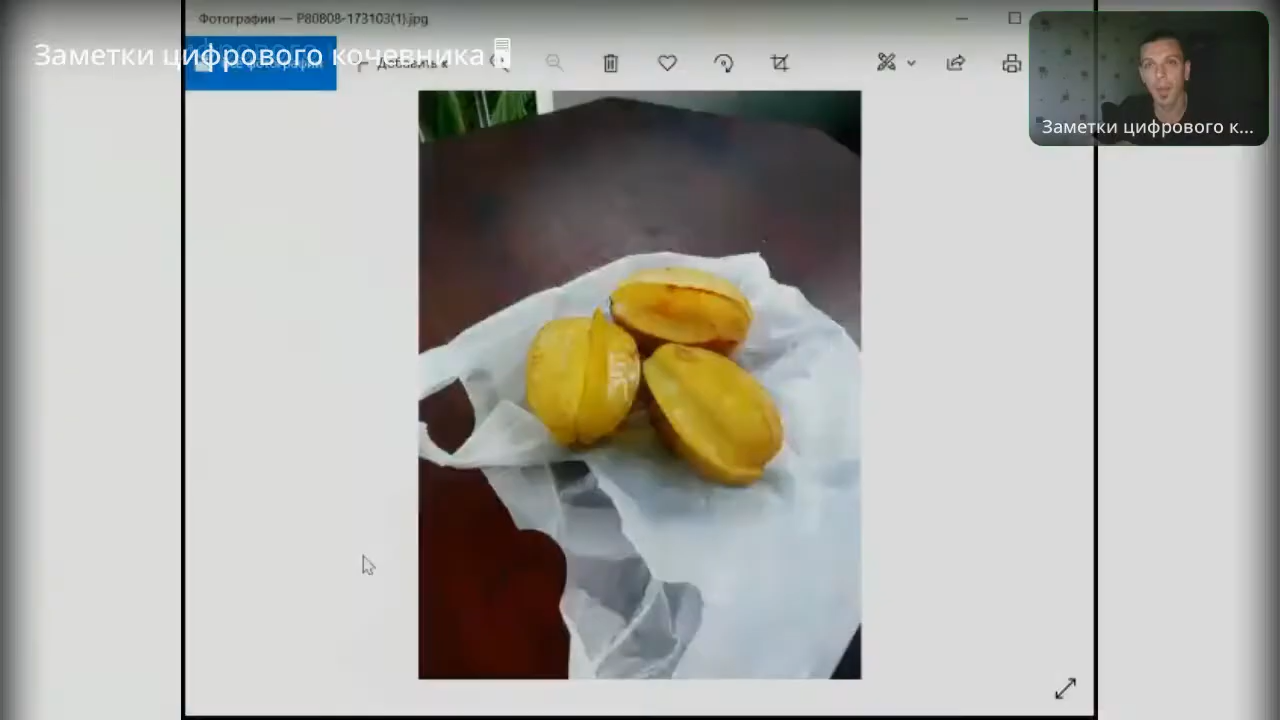 Фотографии — P80808-173103(1).jpg
Заметки цифрового кочевника
Добавить к
Заметки цифрового к...